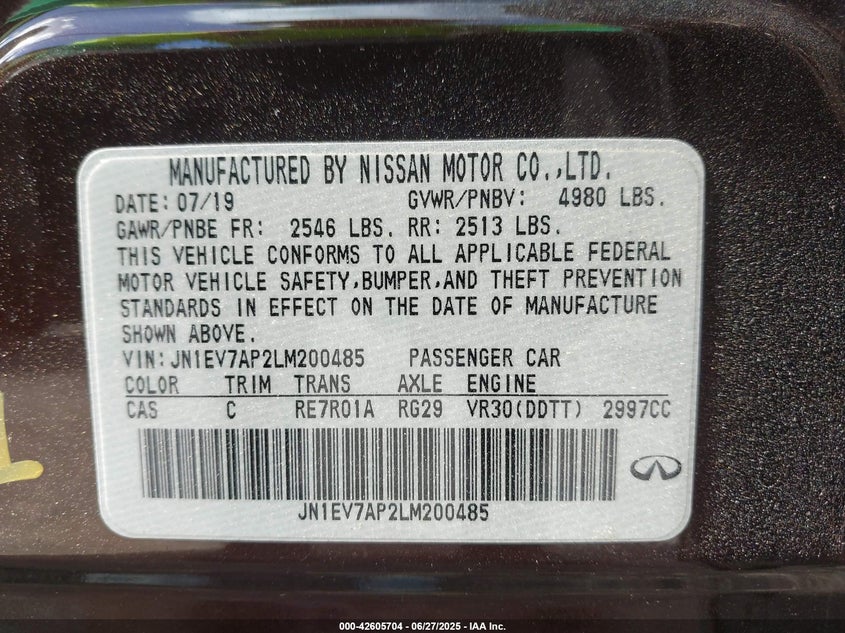 MANUFACTURED BY NISSAN MOTOR CO.,LTD.
DATE: 07/19 GVWR/PNBV: 4980 LBS.
GAWR/PNBE FR: 2546 LBS. RR: 2513 LBS.
THIS VEHICLE CONFORMS TO ALL APPLICABLE FEDERAL
MOTOR VEHICLE SAFETY,BUMPER,AND THEFT PREVENTION
STANDARDS IN EFFECT ON THE DATE OF MANUFACTURE
SHOWN ABOVE.
VIN: JN1EV7AP2LM200485 PASSENGER CAR
COLOR TRIM TRANS AXLE ENGINE
CAS C RE7R01A RG29 VR30(DDTT) 2997CC
JN1EV7AP2LM200485
000-42605704 - 06/27/2025 - IAA Inc.